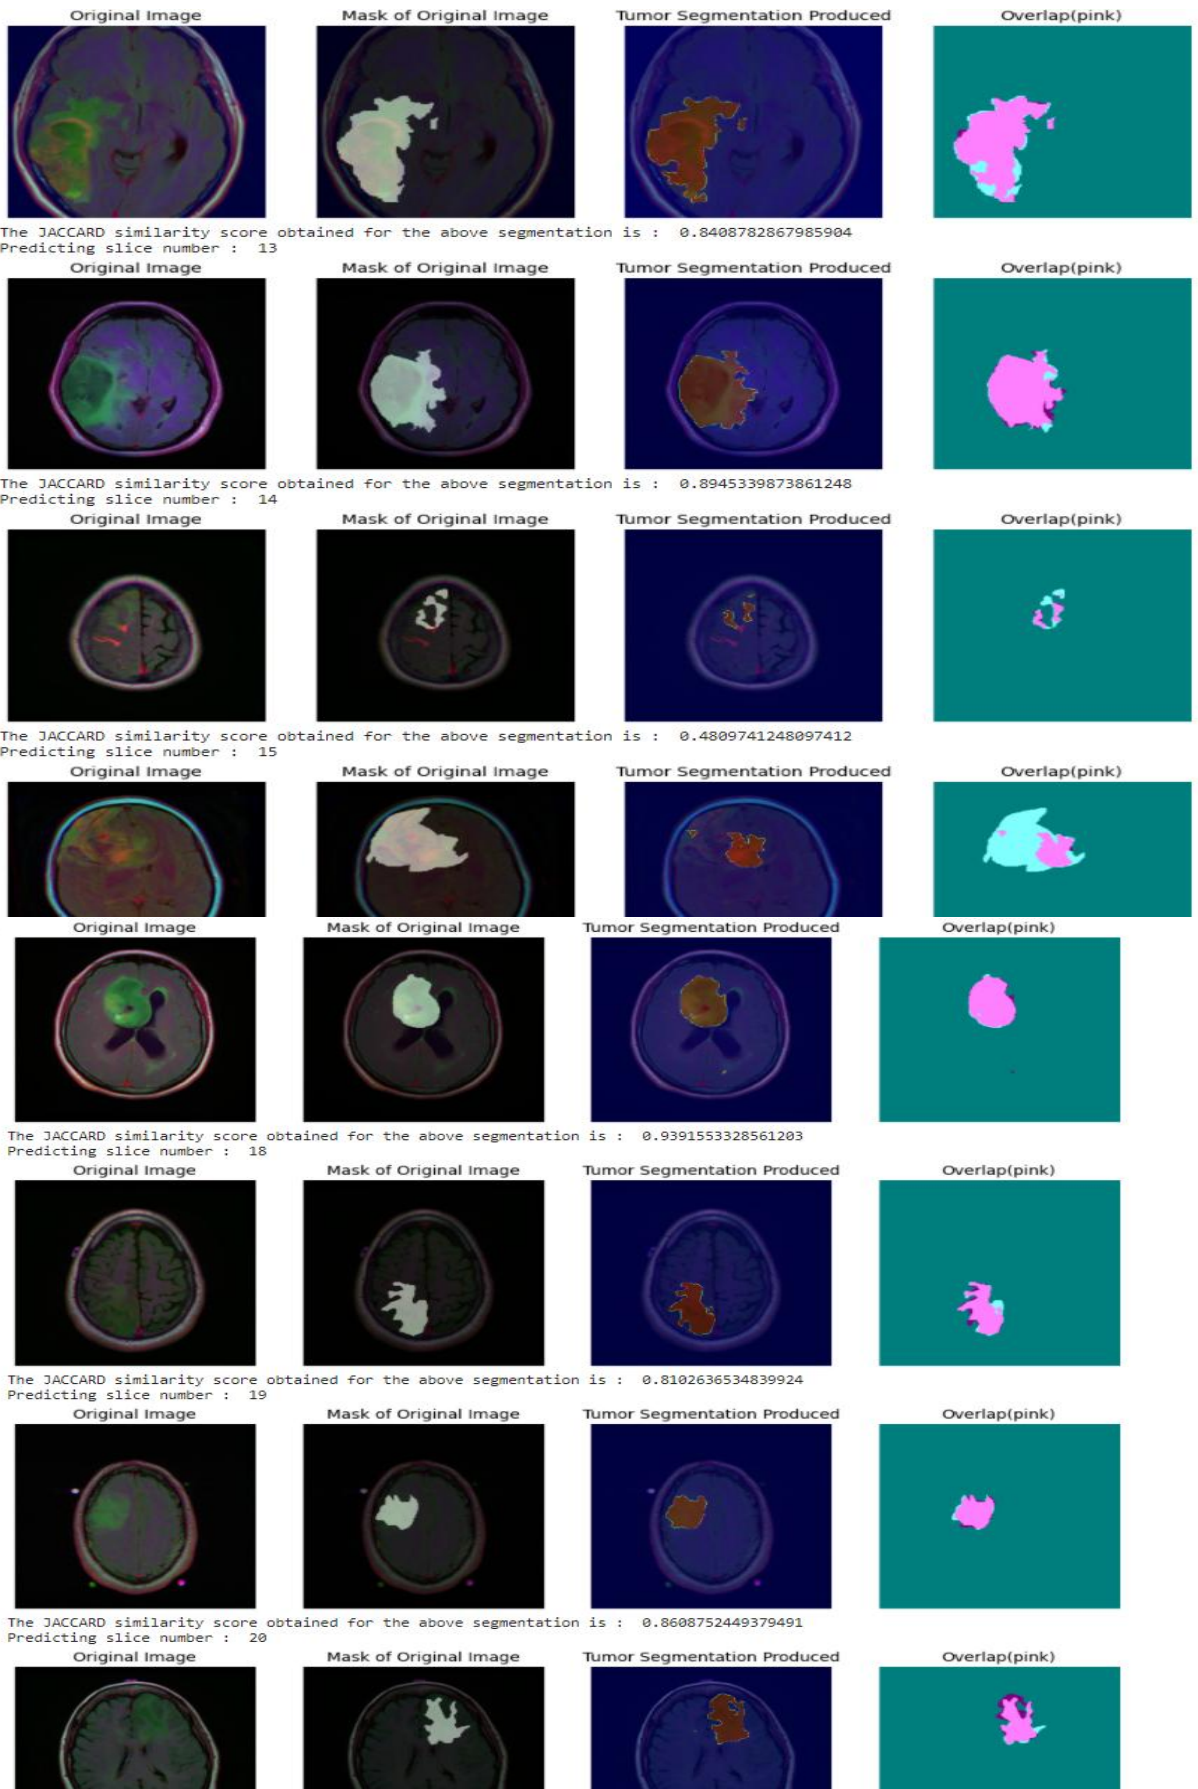 Original Image Mask of Original Image Tumor Segmentation Produced Overlap(pink)
The JACCARD similarity score obtained for the above segmentation is :  0.8408782867985904
Predicting slice number :  13
Original Image Mask of Original Image Tumor Segmentation Produced Overlap(pink)
The JACCARD similarity score obtained for the above segmentation is :  0.8945339873861248
Predicting slice number :  14
Original Image Mask of Original Image Tumor Segmentation Produced Overlap(pink)
The JACCARD similarity score obtained for the above segmentation is :  0.4809741248097412
Predicting slice number :  15
Original Image Mask of Original Image Tumor Segmentation Produced Overlap(pink)
Original Image Mask of Original Image Tumor Segmentation Produced Overlap(pink)
The JACCARD similarity score obtained for the above segmentation is :  0.9391553328561203
Predicting slice number :  18
Original Image Mask of Original Image Tumor Segmentation Produced Overlap(pink)
The JACCARD similarity score obtained for the above segmentation is :  0.8102636534839924
Predicting slice number :  19
Original Image Mask of Original Image Tumor Segmentation Produced Overlap(pink)
The JACCARD similarity score obtained for the above segmentation is :  0.8608752449379491
Predicting slice number :  20
Original Image Mask of Original Image Tumor Segmentation Produced Overlap(pink)